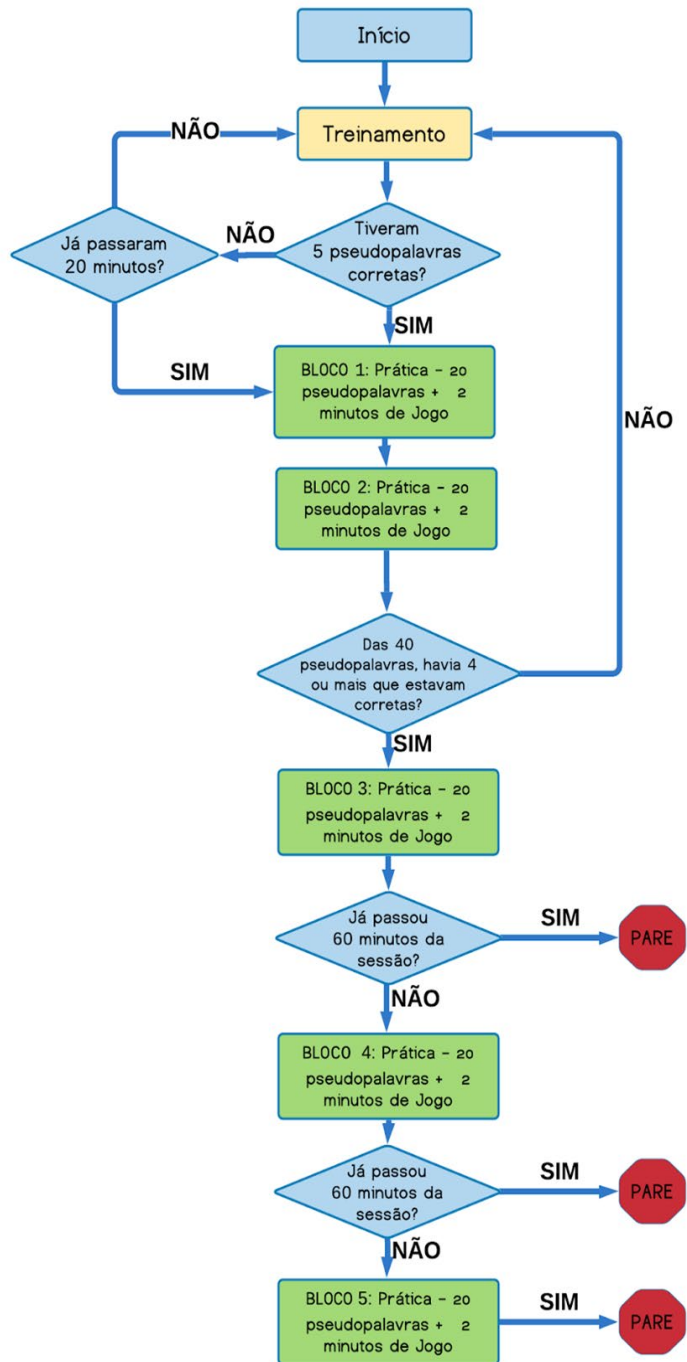 Início
Treinamento
NÃO
Tiveram
5 pseudopalavras
corretas?
NÃO
Já passaram
20 minutos?
SIM
SIM
BLOCO 1: Prática - 20
pseudopalavras + 2
minutos de Jogo
NÃO
BLOCO 2: Prática - 20
pseudopalavras + 2
minutos de Jogo
Das 40
pseudopalavras, havia 4
ou mais que estavam
corretas?
SIM
BLOCO 3: Prática - 20
pseudopalavras + 2
minutos de Jogo
Já passou
60 minutos da
sessão?
SIM
PARE
NÃO
BLOCO 4: Prática - 20
pseudopalavras + 2
minutos de Jogo
Já passou
60 minutos da
sessão?
SIM
PARE
NÃO
BLOCO 5: Prática - 20
pseudopalavras + 2
minutos de Jogo
SIM
PARE